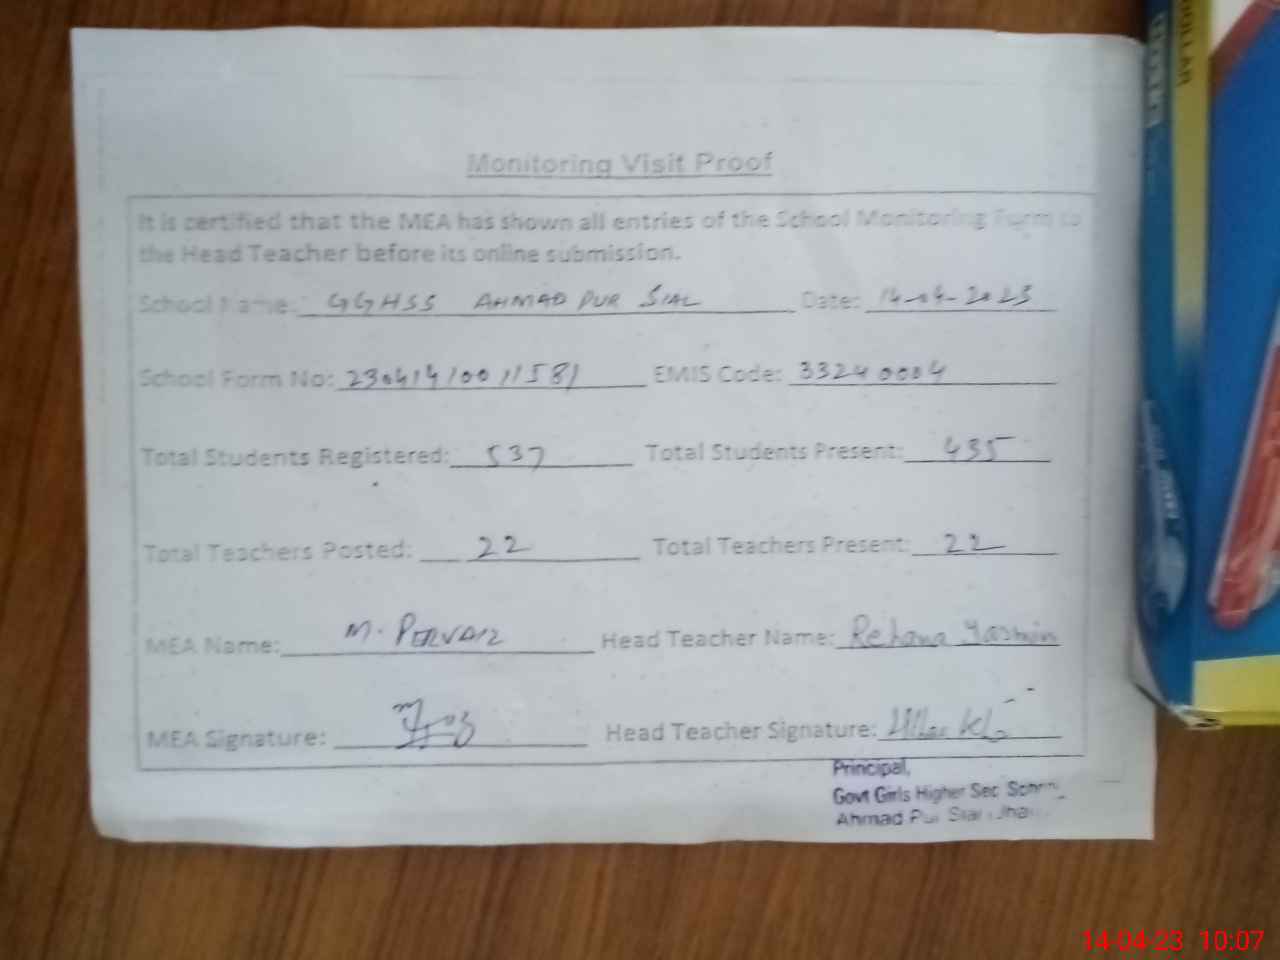 Monitoring Visit Proof
It is certified that the MEA has shown all entries of the School Monitoring Form to
the Head Teacher before its online submission.
School Name: GGHSS AHMAD PUR SIAL Date: 14-04-2023
School Form No: 23041410011581 EMIS Code: 33240004
Total Students Registered: 537 Total Students Present: 435
Total Teachers Posted: 22 Total Teachers Present: 22
MEA Name: M. PERVAIZ Head Teacher Name: Rehana Yasmin
MEA Signature: Head Teacher Signature:
Principal,
Govt Girls Higher Sec School
Ahmad Pur Sial
DOLLAR
14-04-23 10:07